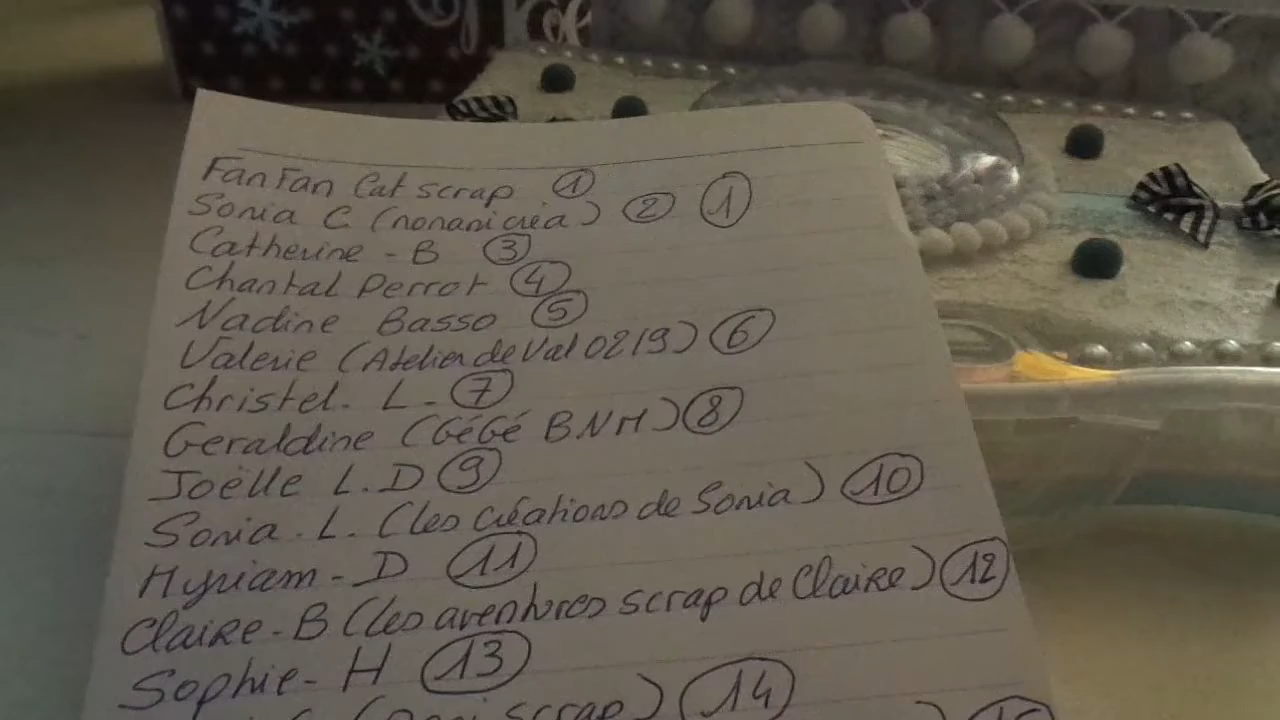 FanFan Cat scrap 1
Sonia C (nonanicréa) 2 1
Catherine - B 3
Chantal Perrot 4
Nadine Basso 5
Valerie (Atelier de Val 0219) 6
Christel. L. 7
Geraldine (GéGé BNH) 8
Joëlle L.D 9
Sonia. L. (les créations de Sonia) 10
Myriam - D 11
Claire - B (les aventures scrap de Claire) 12
Sophie - H 13
scrap) 14